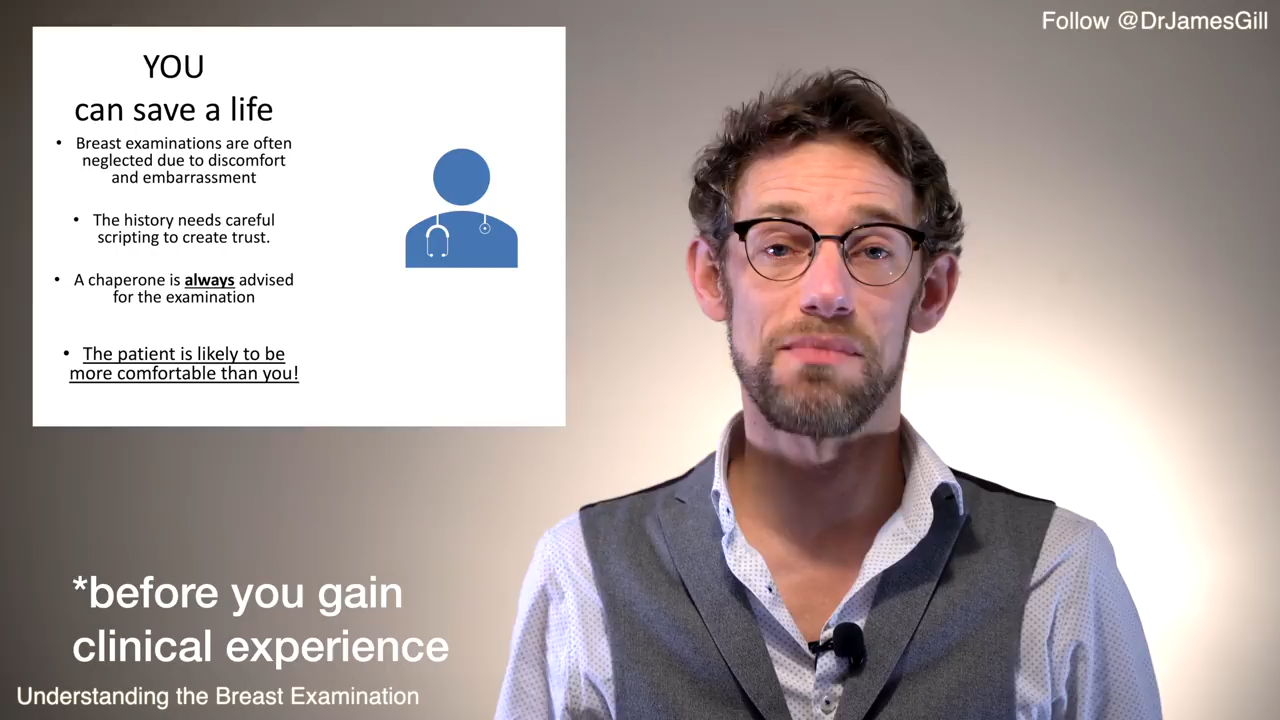 Follow @DrJamesGill
YOU
can save a life
• Breast examinations are often
neglected due to discomfort
and embarrassment
• The history needs careful
scripting to create trust.
• A chaperone is always advised
for the examination
• The patient is likely to be
more comfortable than you!
*before you gain
clinical experience
Understanding the Breast Examination